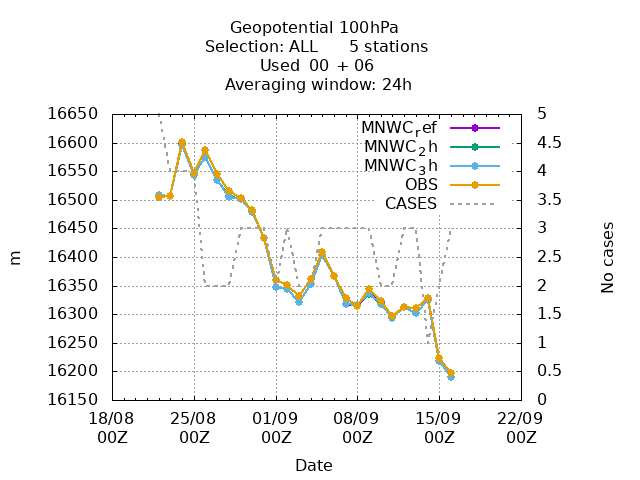 Geopotential 100hPa
Selection: ALL 5 stations
Used 00 + 06
Averaging window: 24h
16650
16600
16550
16500
16450
16400
16350
16300
16250
16200
16150
m
MNWCref
MNWC2h
MNWC3h
OBS
CASES
5
4.5
4
3.5
3
2.5
2
1.5
1
0.5
0
No cases
18/08 25/08 01/09 08/09 15/09 22/09
00Z 00Z 00Z 00Z 00Z 00Z
Date